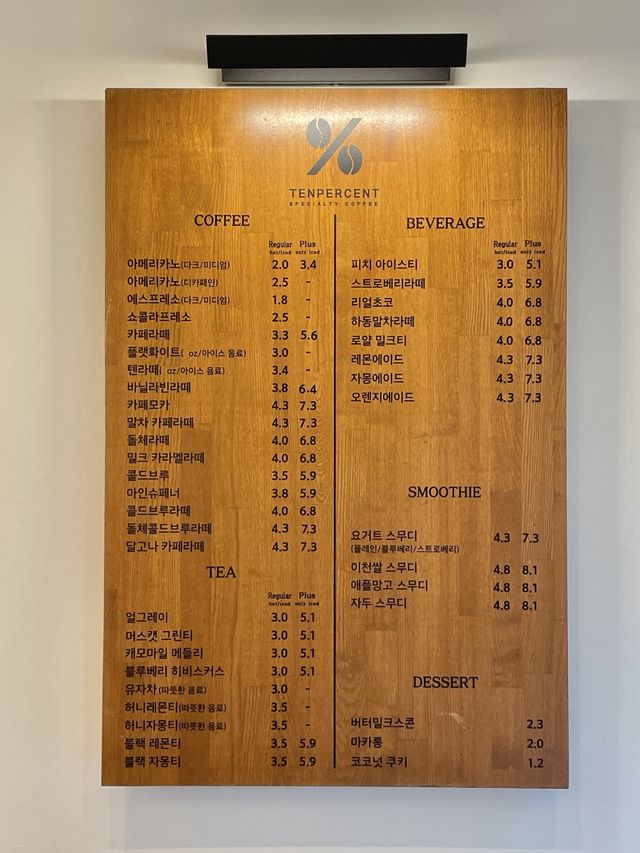 TENPERCENT
SPECIALTY COFFEE
COFFEE
Regular Plus
hot/iced only iced
아메리카노(다크/미디엄) 2.0 3.4
아메리카노(디카페인) 2.5 -
에스프레소(다크/미디엄) 1.8 -
쇼콜라프레소 2.5 -
카페라떼 3.3 5.6
플랫화이트( oz/아이스 음료) 3.0 -
텐라떼( oz/아이스 음료) 3.4 -
바닐라빈라떼 3.8 6.4
카페모카 4.3 7.3
말차 카페라떼 4.3 7.3
돌체라떼 4.0 6.8
밀크 카라멜라떼 4.0 6.8
콜드브루 3.5 5.9
아인슈페너 3.8 5.9
콜드브루라떼 4.0 6.8
돌체콜드브루라떼 4.3 7.3
달고나 카페라떼 4.3 7.3
TEA
Regular Plus
hot/iced only iced
얼그레이 3.0 5.1
머스캣 그린티 3.0 5.1
캐모마일 메들리 3.0 5.1
블루베리 히비스커스 3.0 5.1
유자차(따뜻한 음료) 3.0 -
허니레몬티(따뜻한 음료) 3.5 -
허니자몽티(따뜻한 음료) 3.5 -
블랙 레몬티 3.5 5.9
블랙 자몽티 3.5 5.9
BEVERAGE
Regular Plus
hot/iced only iced
피치 아이스티 3.0 5.1
스트로베리라떼 3.5 5.9
리얼초코 4.0 6.8
하동말차라떼 4.0 6.8
로얄 밀크티 4.0 6.8
레몬에이드 4.3 7.3
자몽에이드 4.3 7.3
오렌지에이드 4.3 7.3
SMOOTHIE
요거트 스무디 4.3 7.3
(플레인/블루베리/스트로베리)
이천쌀 스무디 4.8 8.1
애플망고 스무디 4.8 8.1
자두 스무디 4.8 8.1
DESSERT
버터밀크스콘 2.3
마카롱 2.0
코코넛 쿠키 1.2